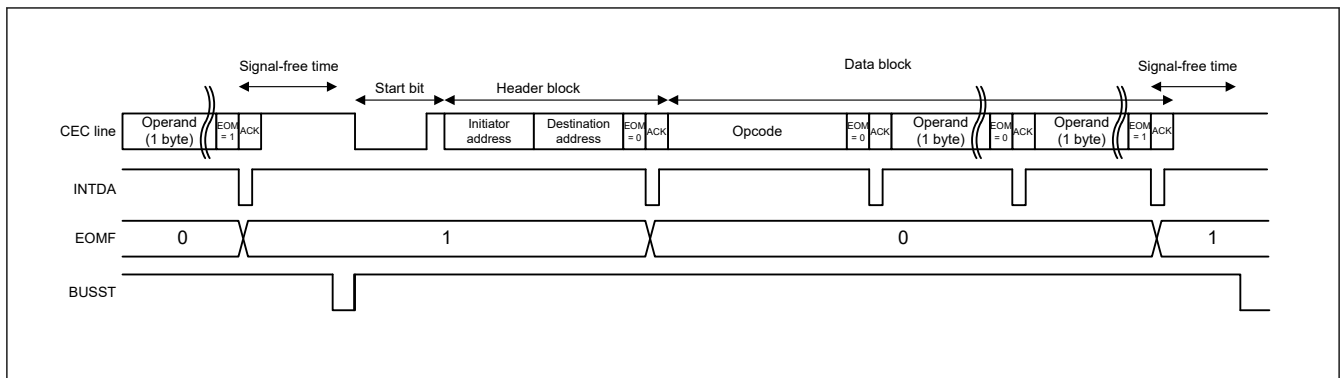 Signal-free time
Start bit
Header block
Data block
Signal-free time
CEC line
Operand
(1 byte)
EOM
= 1
ACK
Initiator
address
Destination
address
EOM
= 0
ACK
Opcode
EOM
= 0
ACK
Operand
(1 byte)
EOM
= 0
ACK
Operand
(1 byte)
EOM
= 1
ACK
INTDA
EOMF
0
1
0
1
BUSST